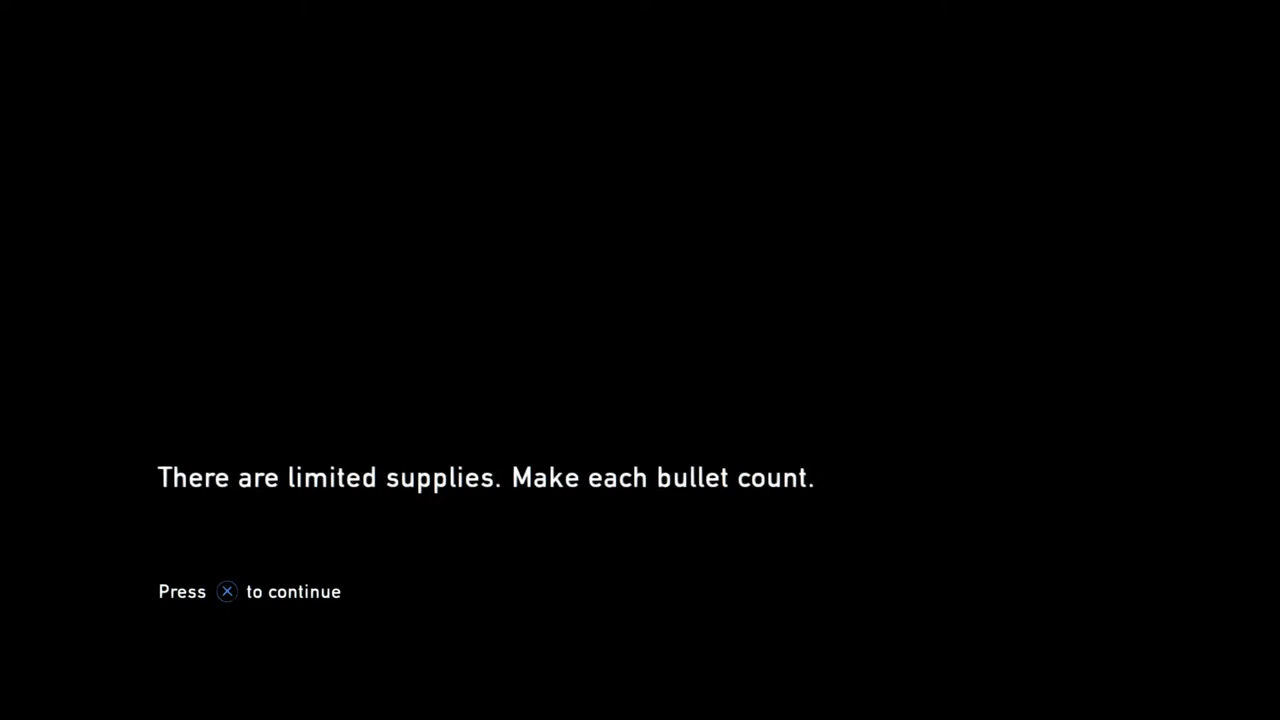 There are limited supplies. Make each bullet count.
Press ⓧ to continue